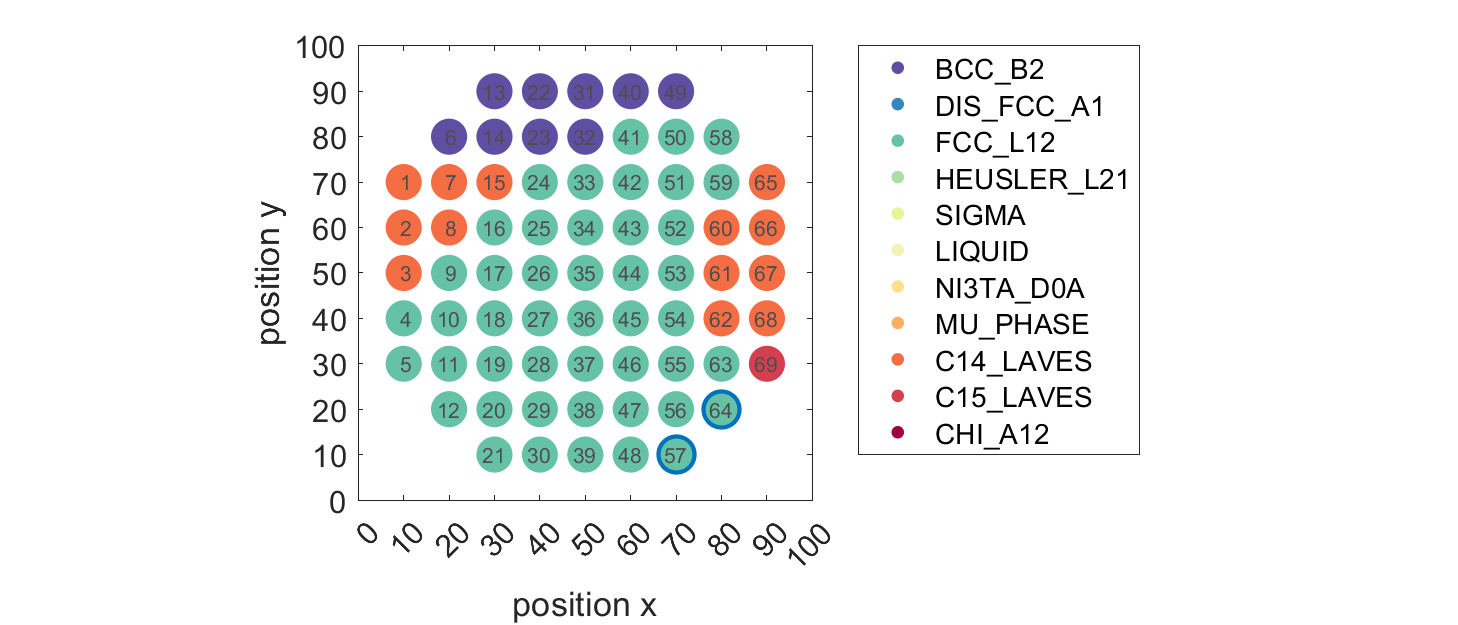 100
90 13 22 31 40 49
80 6 14 23 32 41 50 58
70 1 7 15 24 33 42 51 59 65
60 2 8 16 25 34 43 52 60 66
50 3 9 17 26 35 44 53 61 67
40 4 10 18 27 36 45 54 62 68
30 5 11 19 28 37 46 55 63 69
20 12 20 29 38 47 56 64
10 21 30 39 48 57
0
0 10 20 30 40 50 60 70 80 90 100
position x
position y
BCC_B2
DIS_FCC_A1
FCC_L12
HEUSLER_L21
SIGMA
LIQUID
NI3TA_D0A
MU_PHASE
C14_LAVES
C15_LAVES
CHI_A12